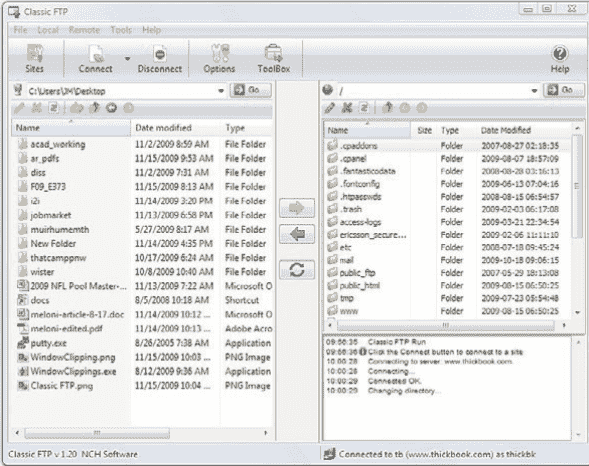 Classic FTP
File Local Remote Tools Help
Sites Connect Disconnect Options ToolBox Help
C:\Users\JM\Desktop Go
Name Date modified Type
acad_working 11/2/2009 8:59 AM File Folder
ar_pdfs 11/15/2009 9:53 AM File Folder
diss 11/2/2009 7:31 AM File Folder
F09_E373 11/15/2009 8:13 AM File Folder
i2i 11/14/2009 3:20 PM File Folder
jobmarket 11/13/2009 6:58 PM File Folder
muirhumemth 5/27/2009 8:17 AM File Folder
New Folder 11/14/2009 4:35 PM File Folder
thatcamppnw 10/17/2009 6:24 AM File Folder
wister 10/8/2009 10:40 AM File Folder
2009 NFL Pool Master-... 11/13/2009 7:22 AM Microsoft O
docs 8/5/2008 10:18 AM Shortcut
meloni-article-8-17.doc 11/14/2009 10:12 ... Microsoft O
meloni-edited.pdf 11/14/2009 10:13 ... Adobe Acro
putty.exe 8/26/2005 7:38 AM Application
WindowClipping.png 11/15/2009 10:03 ... PNG Image
WindowClippings.exe 8/12/2009 9:36 AM Application
Classic FTP.png 11/15/2009 10:04 ... PNG Image
/ Go
Name Size Type Date Modified
.cpaddons Folder 2007-08-27 02:18:35
.cpanel Folder 2009-08-07 18:57:09
.fantasticodata Folder 2008-08-28 03:16:13
.fontconfig Folder 2009-06-13 07:04:16
.htpasswds Folder 2008-08-15 06:54:57
.trash Folder 2009-02-03 06:17:08
access-logs Folder 2009-03-21 22:34:54
ericsson_secure... Folder 2009-02-06 11:11:10
etc Folder 2008-07-18 09:45:24
mail Folder 2009-10-18 09:06:15
public_ftp Folder 2007-05-29 18:13:08
public_html Folder 2009-08-15 06:50:25
tmp Folder 2009-07-23 05:54:48
www Folder 2009-08-15 06:50:25
09:56:35 Classic FTP Run
09:56:36 Click the Connect button to connect to a site
10:00:28 Connecting to server: www.thickbook.com.
10:00:28 Connecting...
10:00:29 Connected OK.
10:00:29 Changing directory...
Classic FTP v 1.20 NCH Software
Connected to tb (www.thickbook.com) as thickbk